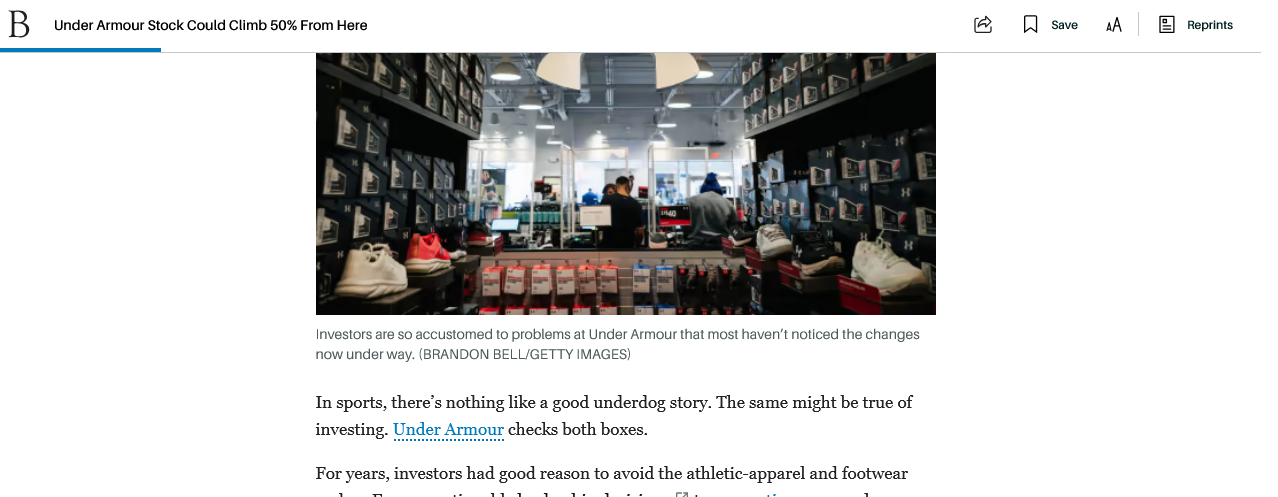 B Under Armour Stock Could Climb 50% From Here Save AA Reprints
Investors are so accustomed to problems at Under Armour that most haven’t noticed the changes
now under way. (BRANDON BELL/GETTY IMAGES)
In sports, there’s nothing like a good underdog story. The same might be true of
investing. Under Armour checks both boxes.
For years, investors had good reason to avoid the athletic-apparel and footwear